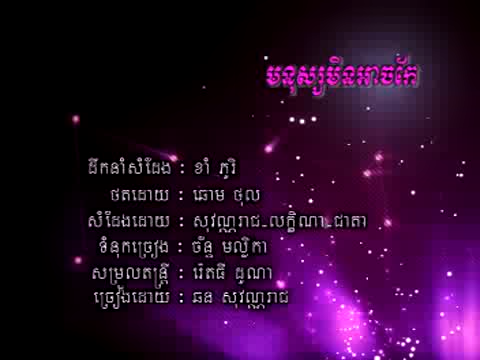 មនុស្សមិនអាចកែ
ដឹកនាំសំដែង : ខាំ ភូរិ
ថតដោយ : ឆោម ថុល
សំដែងដោយ : សុវណ្ណរាជ-លក្ខិណា-ជាតា
ទំនុកច្រៀង : ច័ន្ទ មល្លិកា
សម្រួលតន្ត្រី : រ៉េតធី ដូណា
ច្រៀងដោយ : ឆន សុវណ្ណរាជ